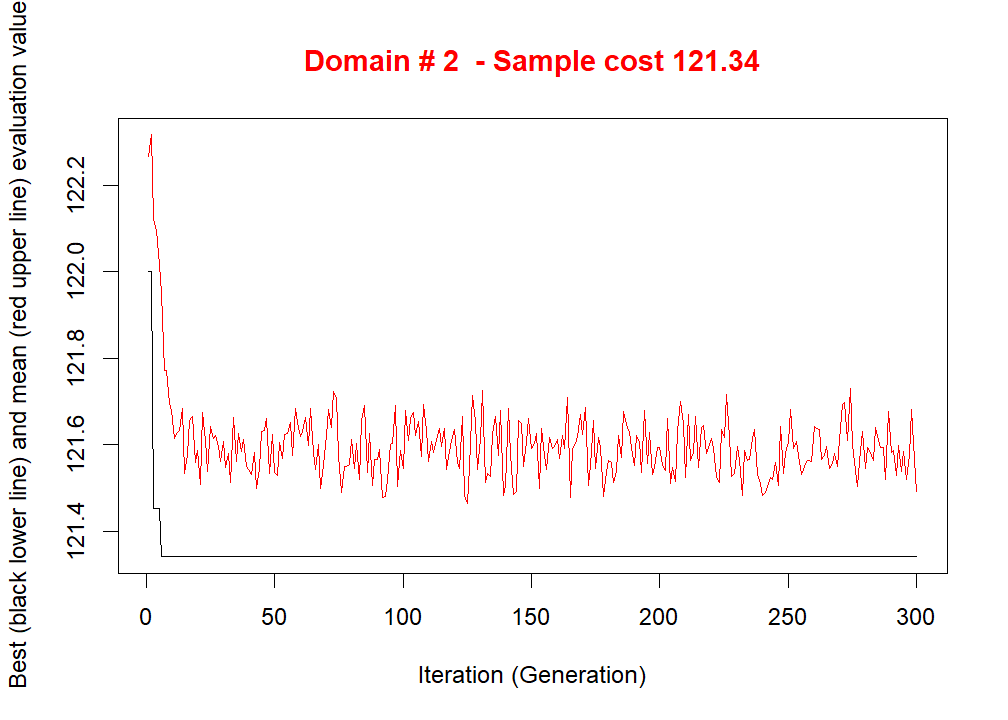 Domain # 2  - Sample cost 121.34
Best (black lower line) and mean (red upper line) evaluation value
122.2
122.0
121.8
121.6
121.4
0 50 100 150 200 250 300
Iteration (Generation)